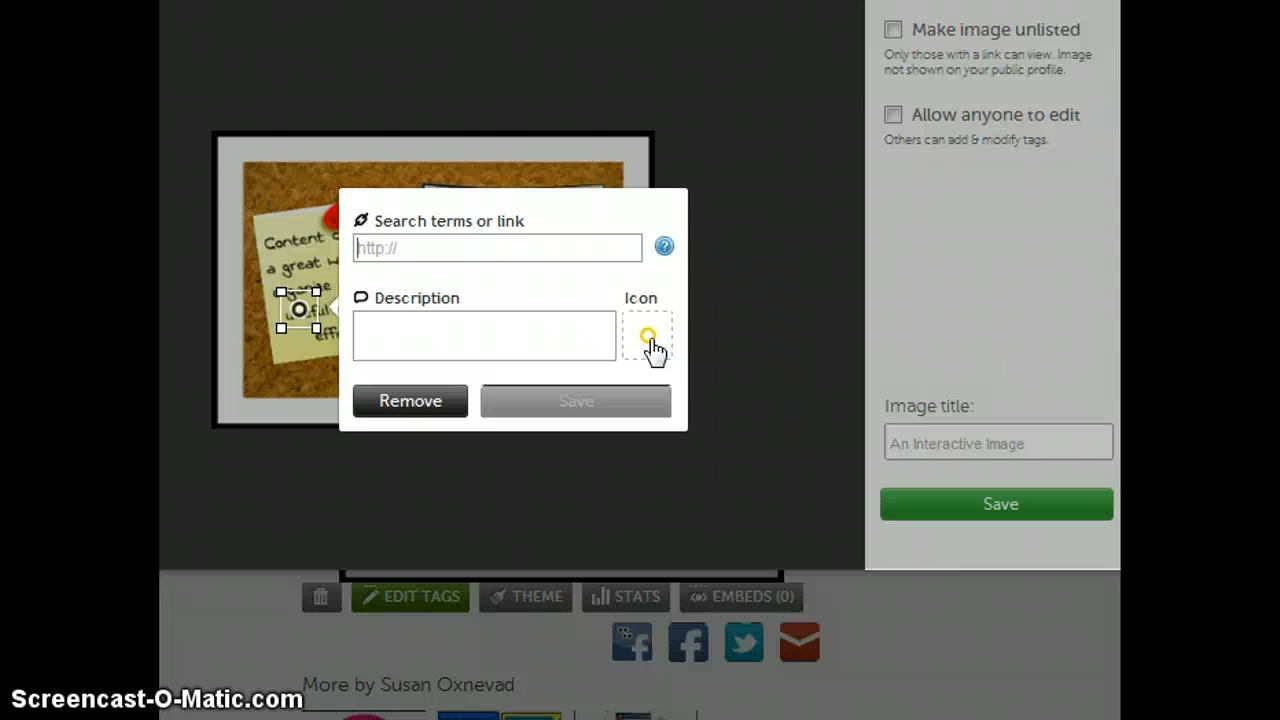 Make image unlisted
Only those with a link can view. Image
not shown on your public profile.
Allow anyone to edit
Others can add & modify tags.
Content
a great
organize
Search terms or link
http://
?
Description
Icon
Remove
Save
Image title:
An Interactive Image
Save
EDIT TAGS
THEME
STATS
EMBEDS (0)
f
f
More by Susan Oxnevad
Screencast-O-Matic.com